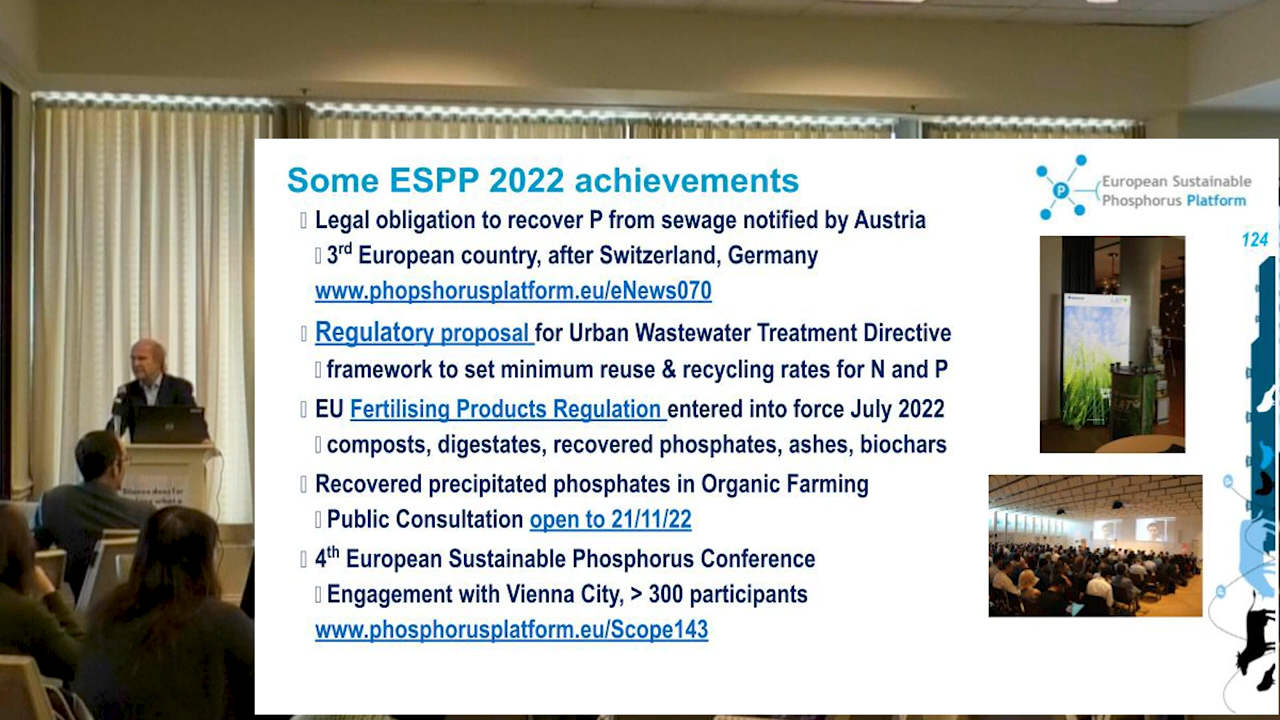 Some ESPP 2022 achievements
Legal obligation to recover P from sewage notified by Austria
3rd European country, after Switzerland, Germany
www.phopshorusplatform.eu/eNews070
Regulatory proposal for Urban Wastewater Treatment Directive
framework to set minimum reuse & recycling rates for N and P
EU Fertilising Products Regulation entered into force July 2022
composts, digestates, recovered phosphates, ashes, biochars
Recovered precipitated phosphates in Organic Farming
Public Consultation open to 21/11/22
4th European Sustainable Phosphorus Conference
Engagement with Vienna City, > 300 participants
www.phosphorusplatform.eu/Scope143
P
European Sustainable
Phosphorus Platform
124